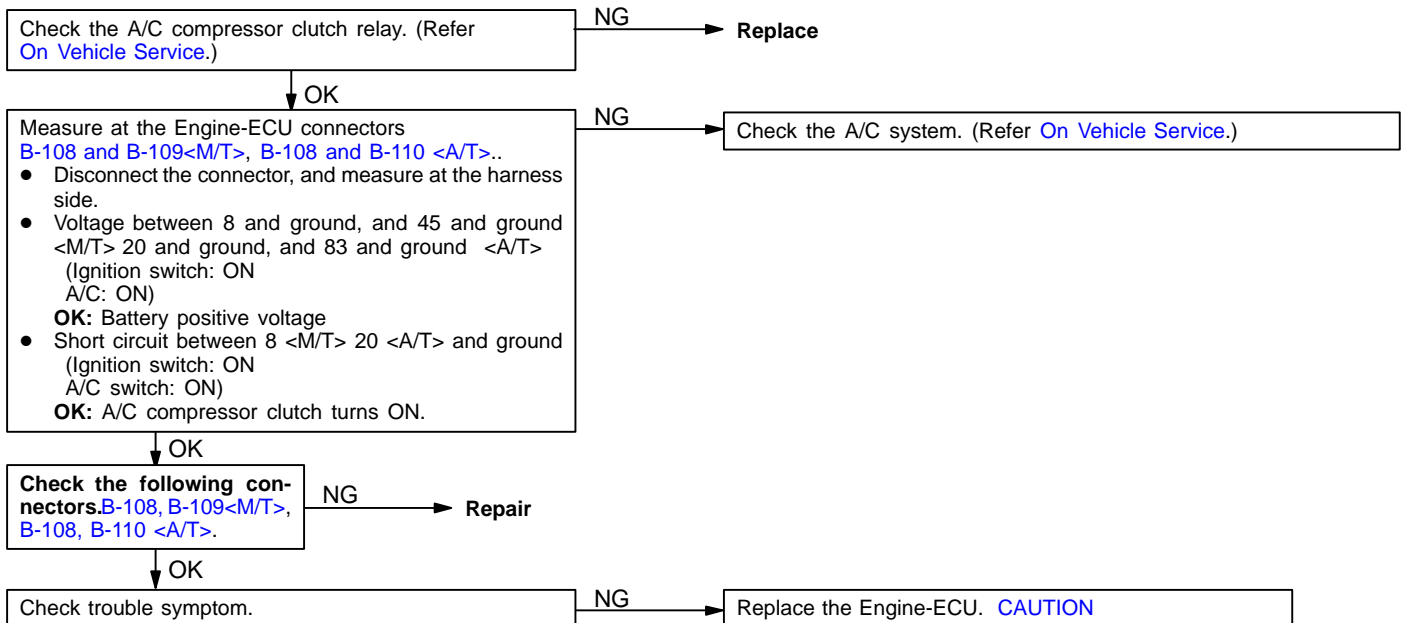 Check the A/C compressor clutch relay. (Refer
On Vehicle Service.)
NG
Replace
OK
Measure at the Engine-ECU connectors
B-108 and B-109<M/T>, B-108 and B-110 <A/T>..
● Disconnect the connector, and measure at the harness
side.
● Voltage between 8 and ground, and 45 and ground
<M/T> 20 and ground, and 83 and ground <A/T>
(Ignition switch: ON
A/C: ON)
OK: Battery positive voltage
● Short circuit between 8 <M/T> 20 <A/T> and ground
(Ignition switch: ON
A/C switch: ON)
OK: A/C compressor clutch turns ON.
NG
Check the A/C system. (Refer On Vehicle Service.)
OK
Check the following con-
nectors.B-108, B-109<M/T>,
B-108, B-110 <A/T>.
NG
Repair
OK
Check trouble symptom.
NG
Replace the Engine-ECU. CAUTION